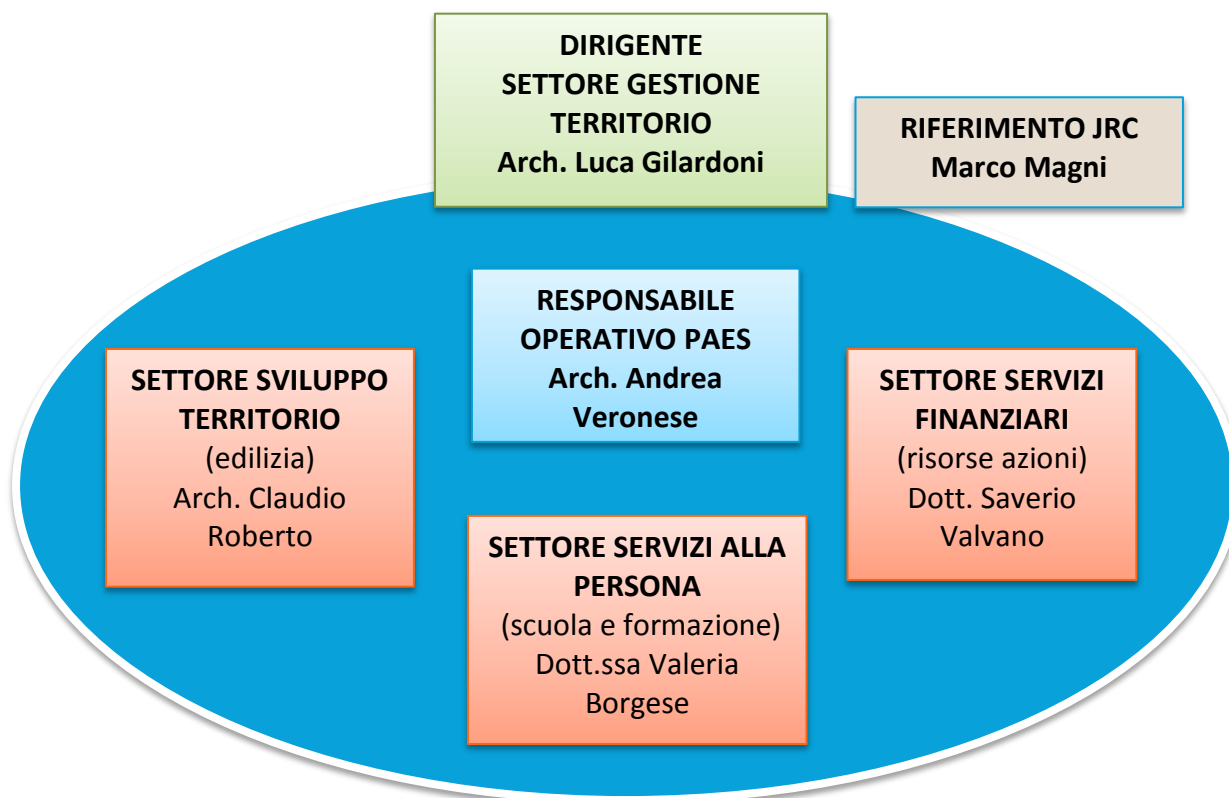 DIRIGENTE
SETTORE GESTIONE
TERRITORIO
Arch. Luca Gilardoni
RIFERIMENTO JRC
Marco Magni
RESPONSABILE
OPERATIVO PAES
Arch. Andrea
Veronese
SETTORE SVILUPPO
TERRITORIO
(edilizia)
Arch. Claudio
Roberto
SETTORE SERVIZI
FINANZIARI
(risorse azioni)
Dott. Saverio
Valvano
SETTORE SERVIZI ALLA
PERSONA
(scuola e formazione)
Dott.ssa Valeria
Borgese